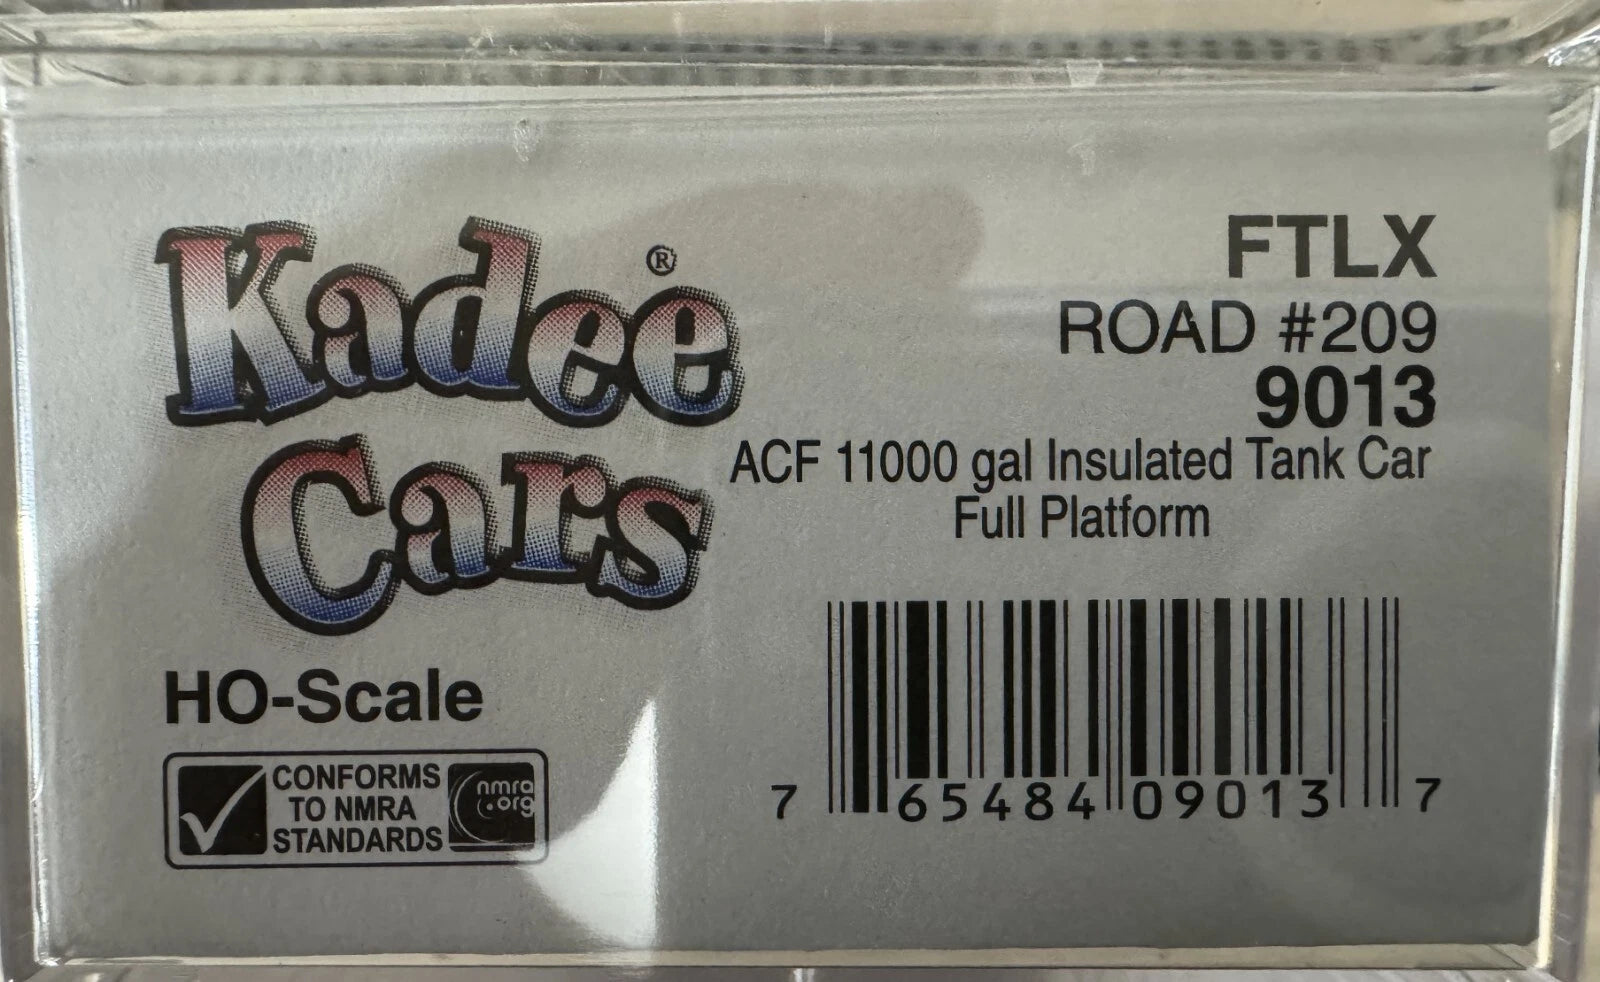 Kadee®
Cars
HO-Scale
CONFORMS
TO NMRA
STANDARDS
nmra
.org
FTLX
ROAD #209
9013
ACF 11000 gal Insulated Tank Car
Full Platform
7 65484 09013 7